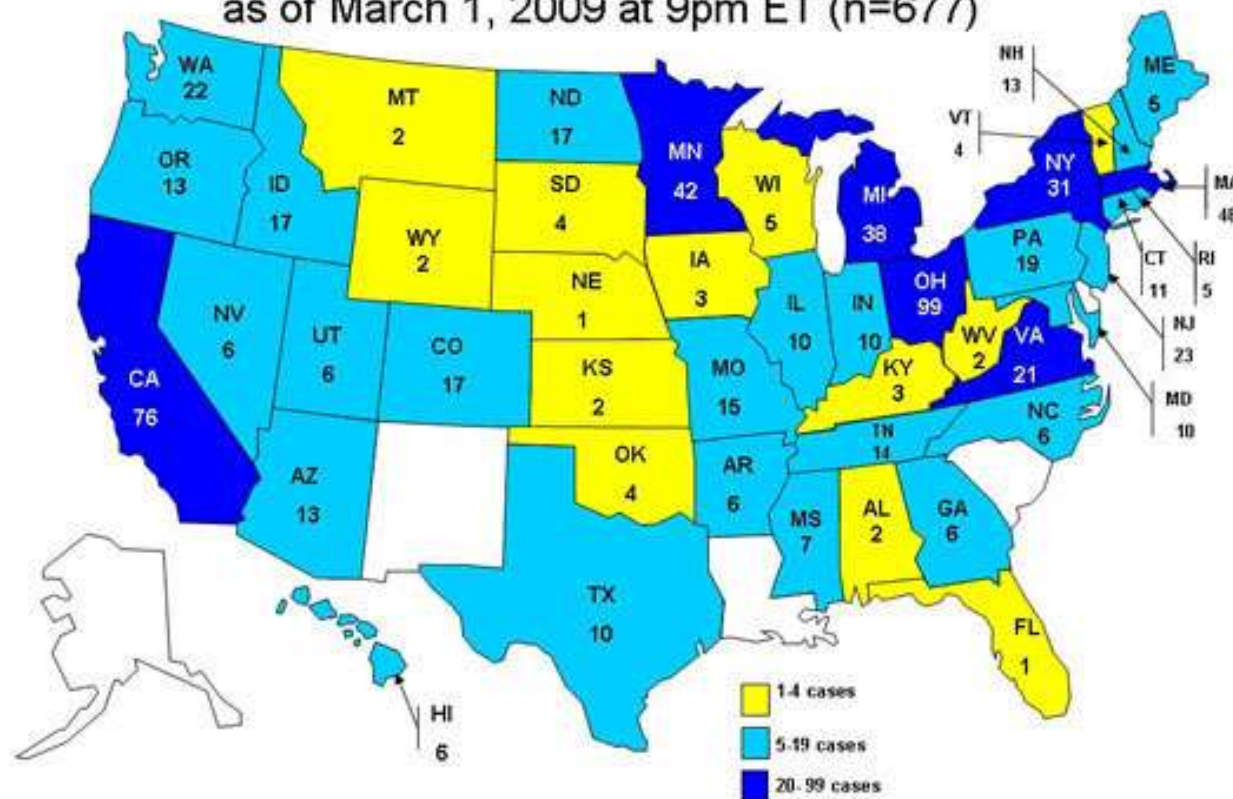 as of March 1, 2009 at 9pm ET (n=677)
NH
13
ME
5
WA
22
MT
2
ND
17
VT
4
MN
42
NY
31
OR
13
ID
17
SD
4
WI
5
MI
38
MA
48
WY
2
PA
19
IA
3
CT
11
RI
5
NE
1
OH
99
NV
6
IL
10
IN
10
NJ
23
UT
6
CO
17
WV
2
VA
21
CA
76
KS
2
MO
15
KY
3
MD
10
NC
6
TN
14
OK
4
AZ
13
AR
6
MS
7
AL
2
GA
6
TX
10
FL
1
HI
6
1-4 cases
5-19 cases
20-99 cases